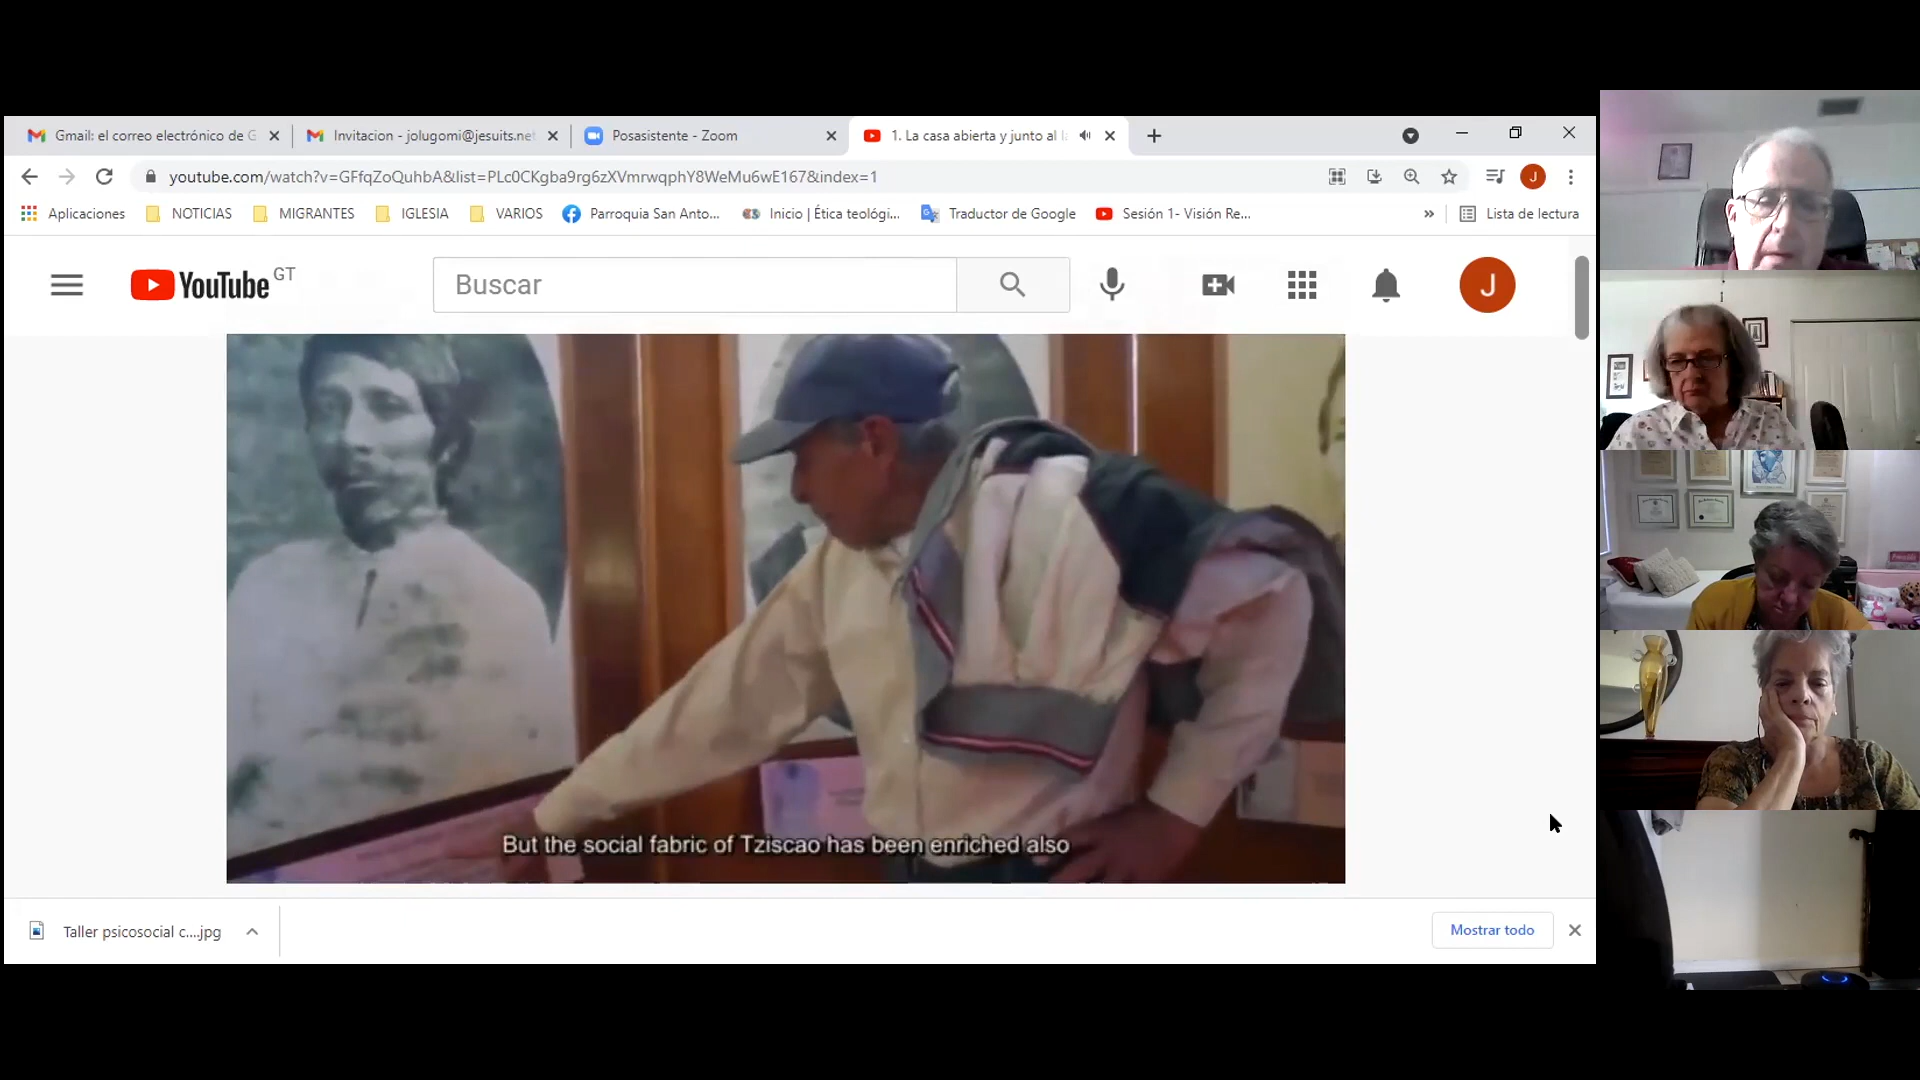 Gmail: el correo electrónico de G
Invitacion - jolugomi@jesuits.net
Posasistente - Zoom
1. La casa abierta y junto al l
youtube.com/watch?v=GFfqZoQuhbA&list=PLc0CKgba9rg6zXVmrwqphY8WeMu6wE167&index=1
J
Aplicaciones
NOTICIAS
MIGRANTES
IGLESIA
VARIOS
Parroquia San Anto...
Inicio | Ética teológi...
Traductor de Google
Sesión 1- Visión Re...
»
Lista de lectura
YouTube GT
Buscar
J
But the social fabric of Tziscao has been enriched also
Taller psicosocial c....jpg
Mostrar todo